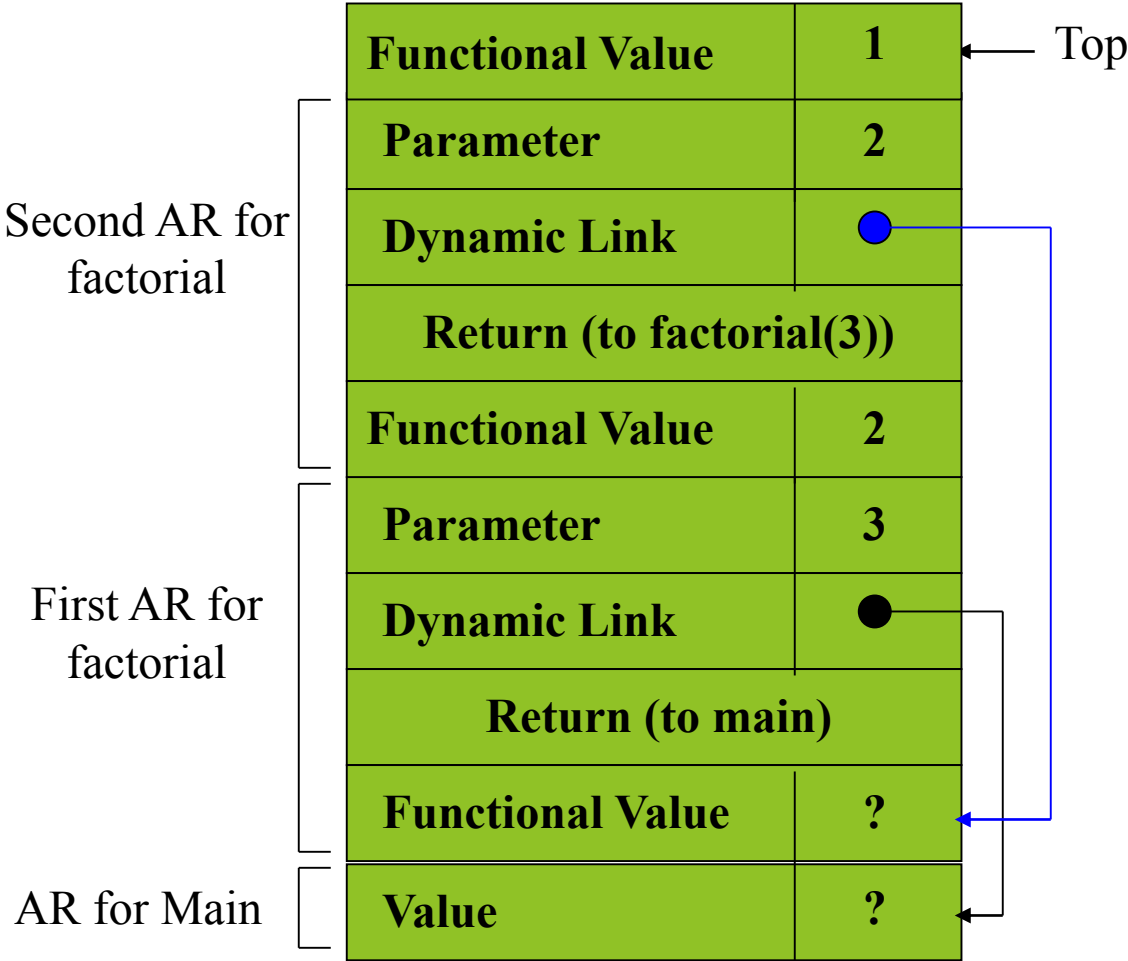 Functional Value 1
Top
Parameter 2
Second AR for
factorial
Dynamic Link
Return (to factorial(3))
Functional Value 2
Parameter 3
First AR for
factorial
Dynamic Link
Return (to main)
Functional Value ?
AR for Main
Value ?